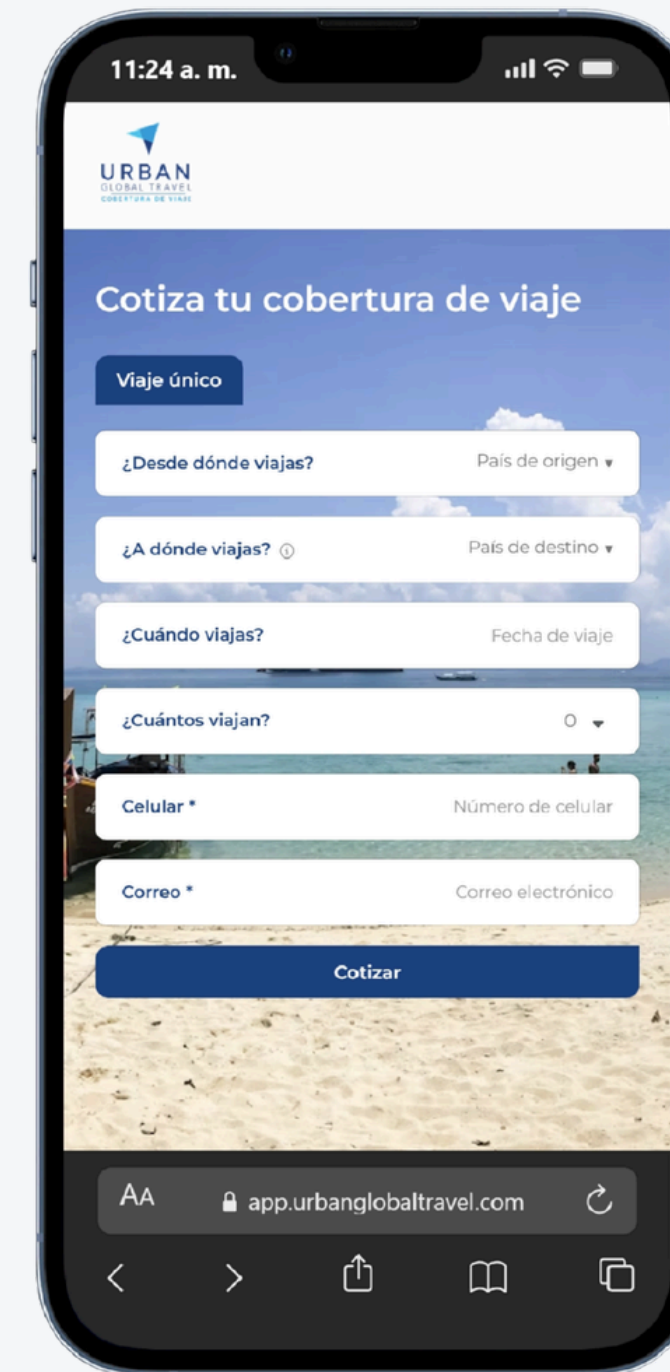 11:24 a. m.
URBAN
GLOBAL TRAVEL
COBERTURA DE VIAJE
Cotiza tu cobertura de viaje
Viaje único
¿Desde dónde viajas? País de origen
¿A dónde viajas? País de destino
¿Cuándo viajas? Fecha de viaje
¿Cuántos viajan? 0
Celular * Número de celular
Correo * Correo electrónico
Cotizar
AA app.urbanglobaltravel.com